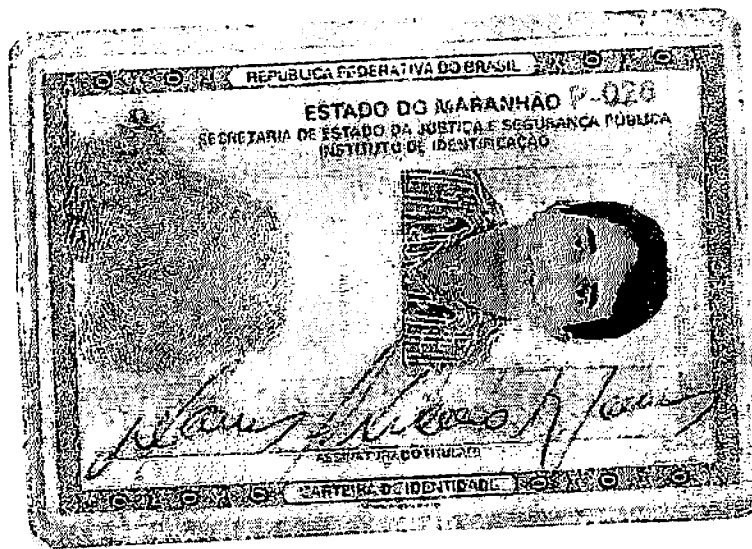 REPÚBLICA FEDERATIVA DO BRASIL
ESTADO DO MARANHÃO P-026
SECRETARIA DE ESTADO DA JUSTIÇA E SEGURANÇA PÚBLICA
INSTITUTO DE IDENTIFICAÇÃO
ASSINATURA DO TITULAR
CARTEIRA DE IDENTIDADE